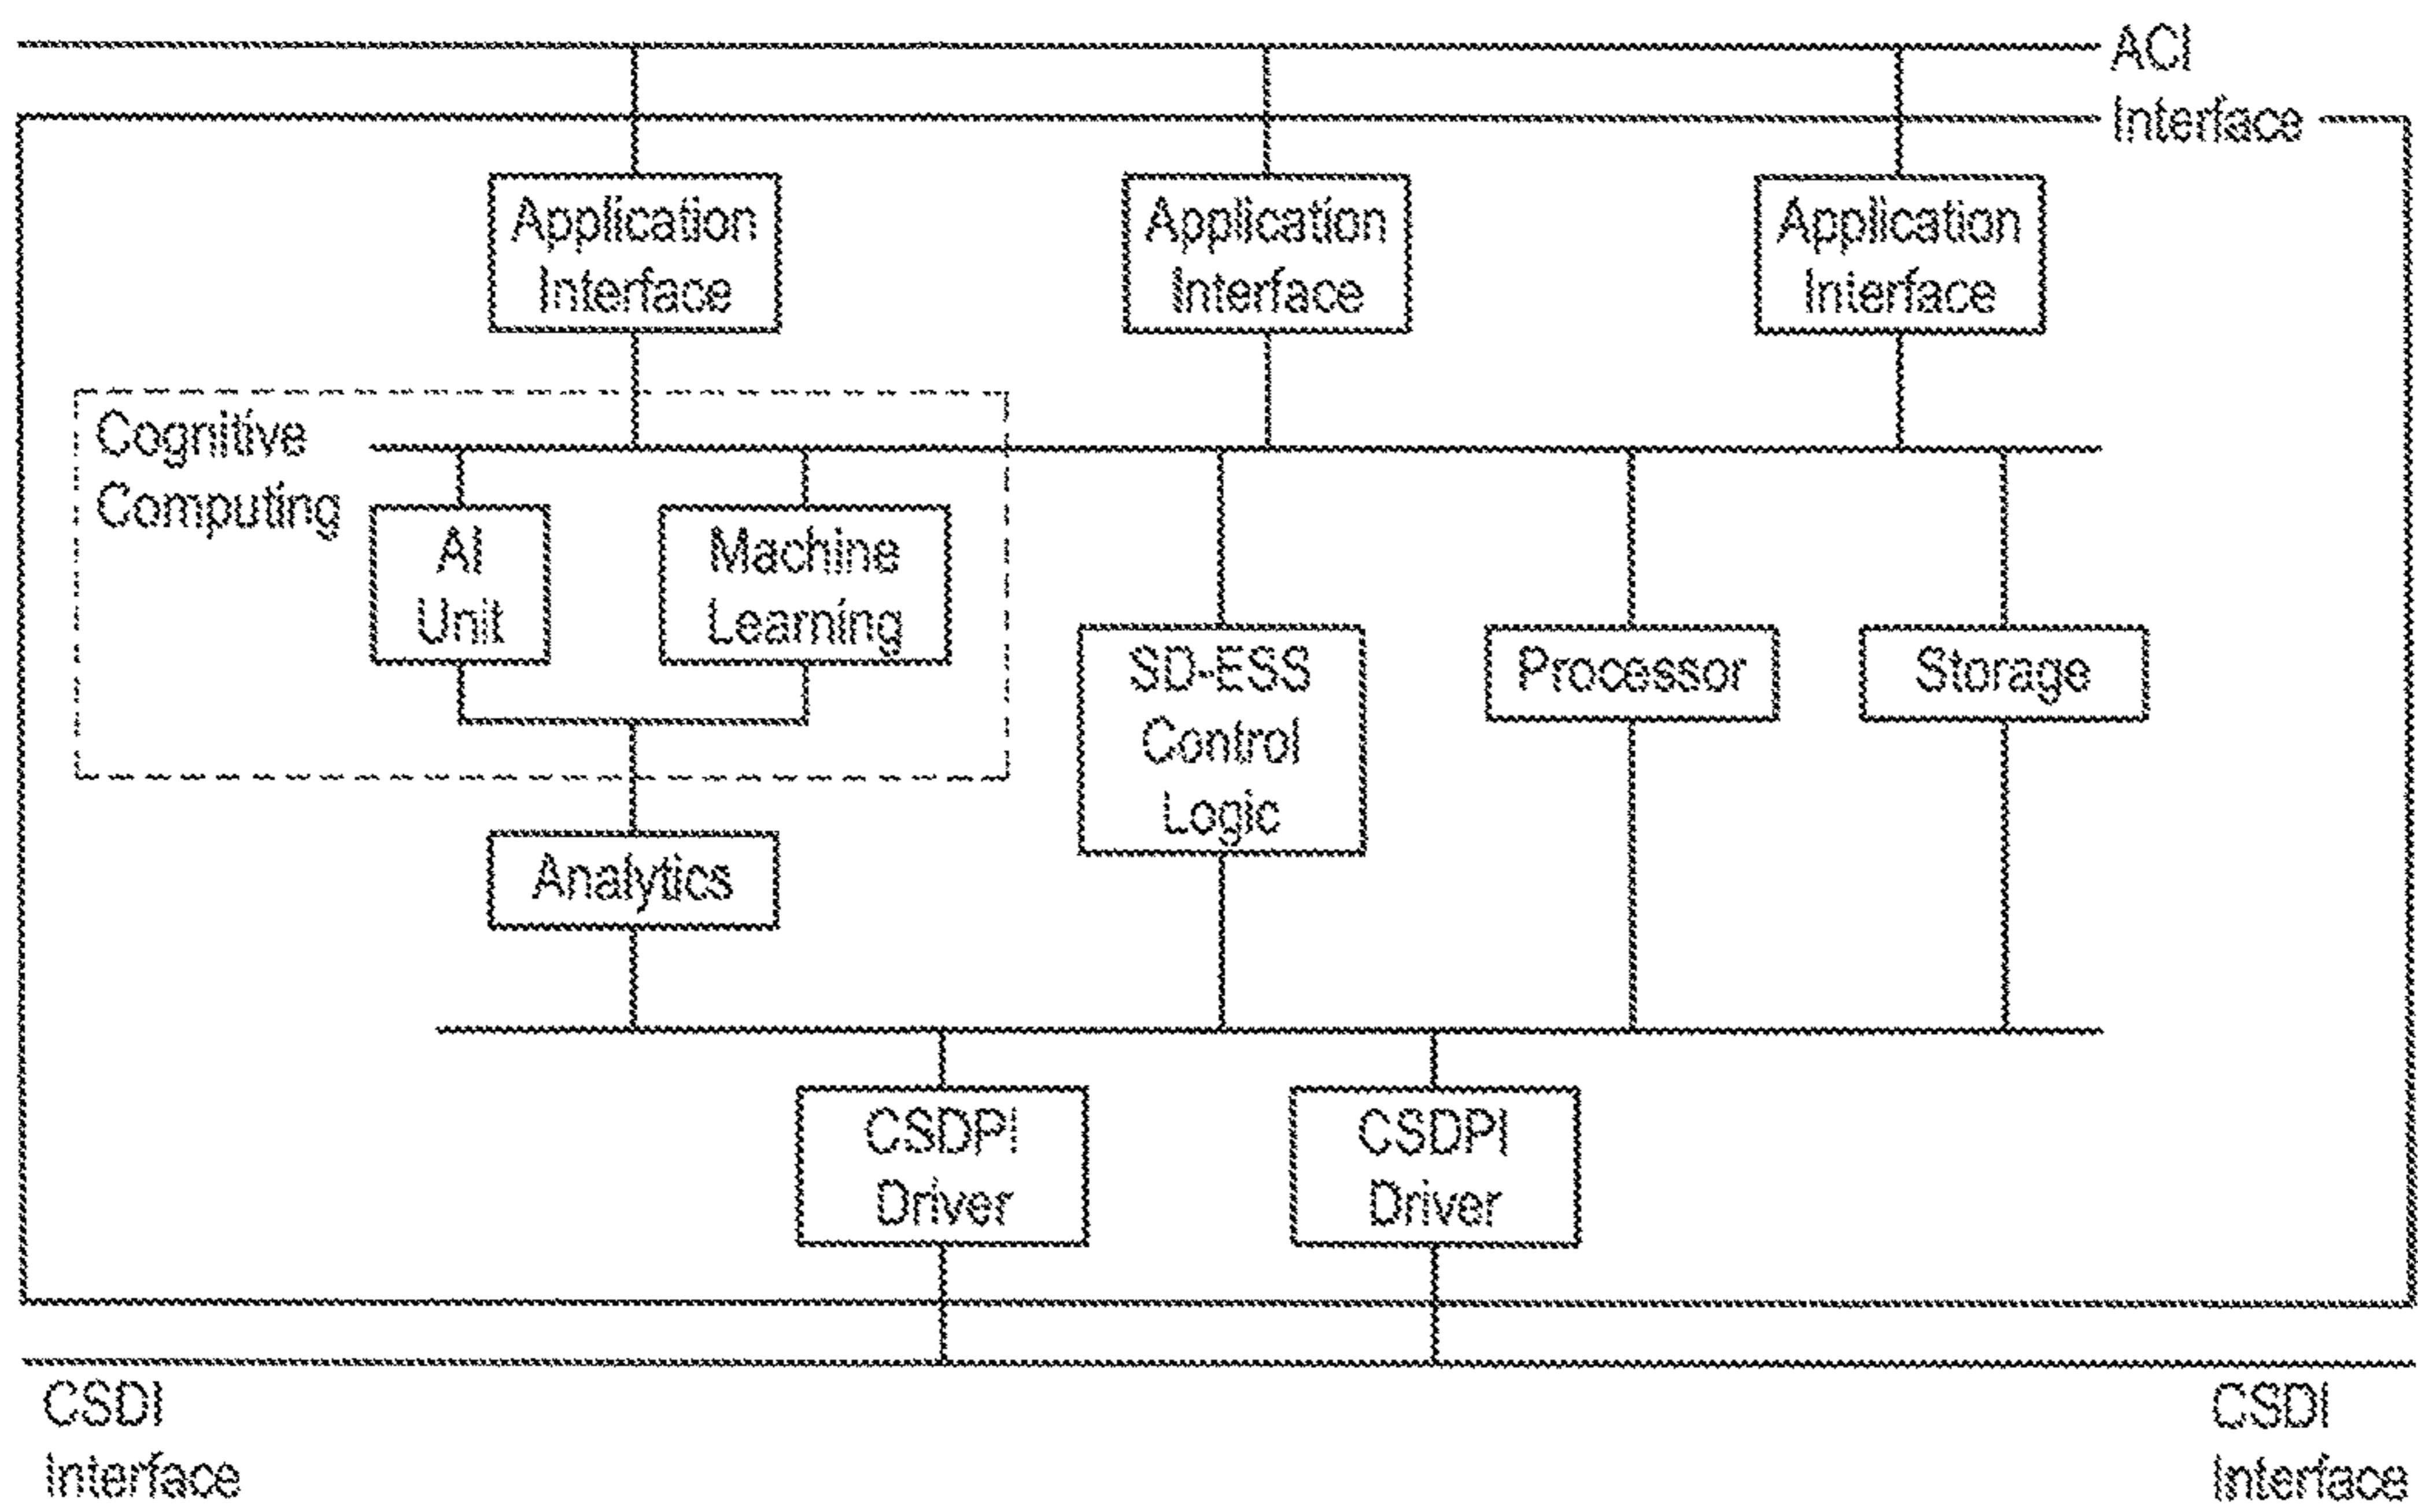 ACI
Interface
Application
Interface
Application
Interface
Application
Interface
Cognitive
Computing
AI
Unit
Machine
Learning
SD-ESS
Control
Logic
Processor
Storage
Analytics
CSDPI
Driver
CSDPI
Driver
CSDI
Interface
CSDI
Interface